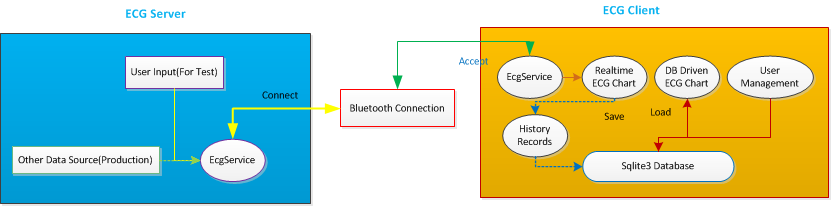 ECG Server
ECG Client
User Input(For Test)
Connect
Other Data Source(Production)
EcgService
Bluetooth Connection
Accept
EcgService
Realtime
ECG Chart
DB Driven
ECG Chart
User
Management
Save
Load
History
Records
Sqlite3 Database